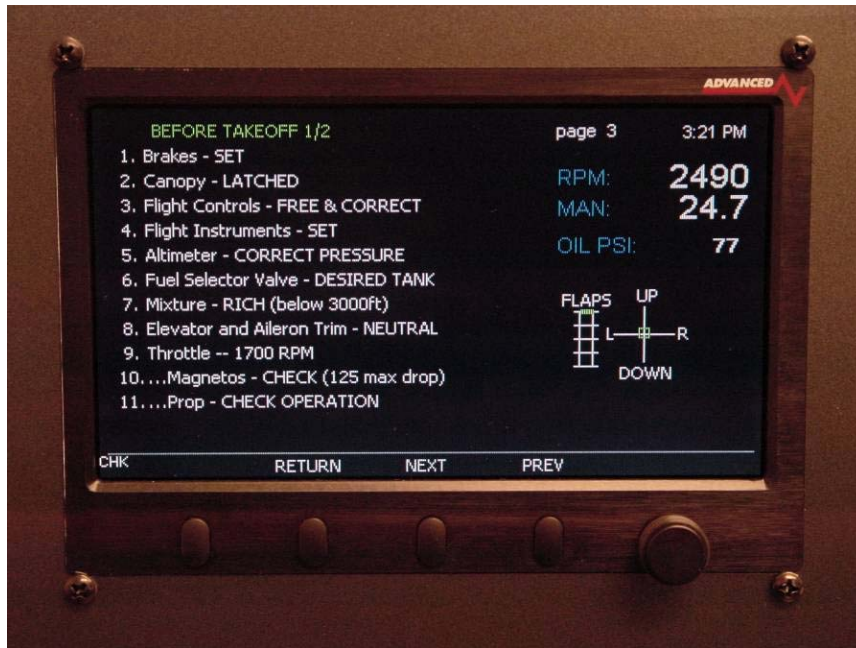 ADVANCED
BEFORE TAKEOFF 1/2
page 3
3:21 PM
1. Brakes - SET
2. Canopy - LATCHED
3. Flight Controls - FREE & CORRECT
4. Flight Instruments - SET
5. Altimeter - CORRECT PRESSURE
6. Fuel Selector Valve - DESIRED TANK
7. Mixture - RICH (below 3000ft)
8. Elevator and Aileron Trim - NEUTRAL
9. Throttle -- 1700 RPM
10....Magnetos - CHECK (125 max drop)
11....Prop - CHECK OPERATION
RPM: 2490
MAN: 24.7
OIL PSI: 77
FLAPS UP
L R
DOWN
CHK RETURN NEXT PREV